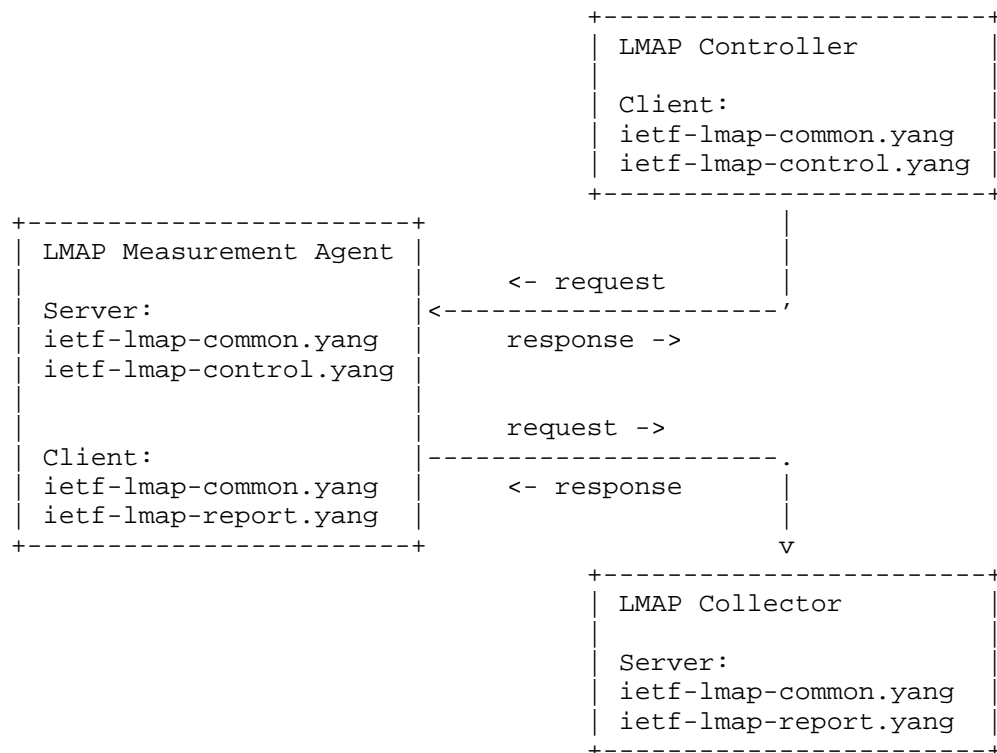 LMAP Controller
Client:
ietf-lmap-common.yang
ietf-lmap-control.yang
LMAP Measurement Agent
Server:
ietf-lmap-common.yang
ietf-lmap-control.yang
<- request
response ->
Client:
ietf-lmap-common.yang
ietf-lmap-report.yang
request ->
<- response
v
LMAP Collector
Server:
ietf-lmap-common.yang
ietf-lmap-report.yang